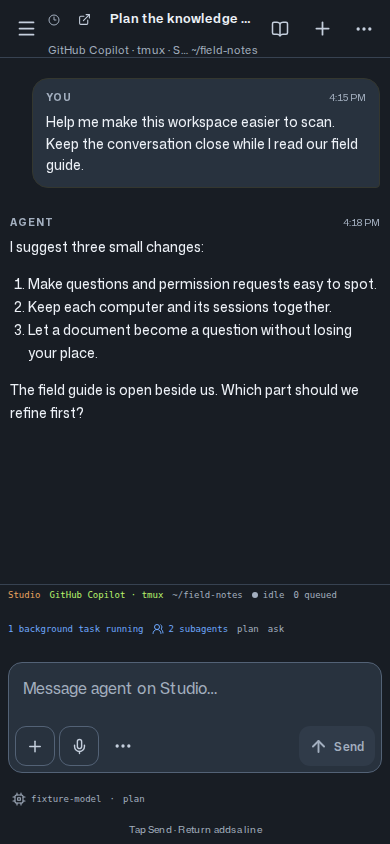 Plan the knowledge ...
GitHub Copilot · tmux · S... ~/field-notes
YOU 4:15 PM
Help me make this workspace easier to scan.
Keep the conversation close while I read our field
guide.
AGENT 4:18 PM
I suggest three small changes:
1. Make questions and permission requests easy to spot.
2. Keep each computer and its sessions together.
3. Let a document become a question without losing
your place.
The field guide is open beside us. Which part should we
refine first?
Studio GitHub Copilot · tmux ~/field-notes ● idle 0 queued
1 background task running 2 subagents plan ask
Message agent on Studio...
Send
fixture-model · plan
Tap Send · Return adds a line